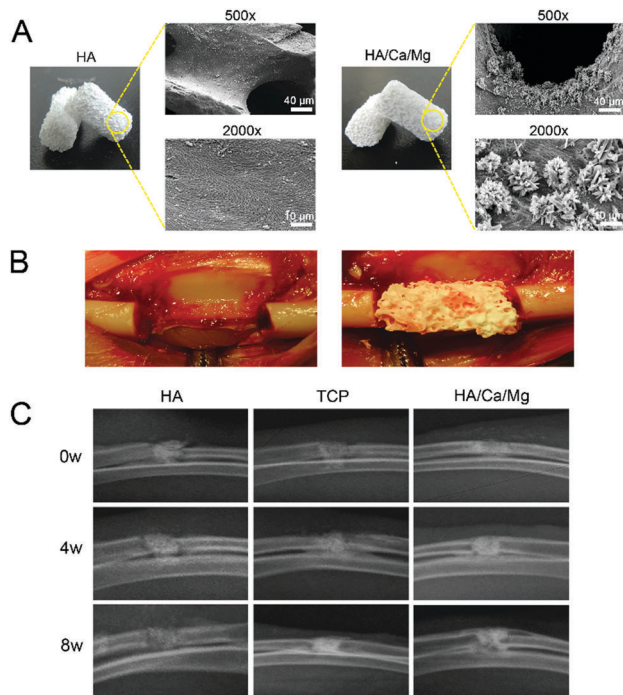 A
HA
500x
40 µm
2000x
10 µm
HA/Ca/Mg
500x
40 µm
2000x
10 µm
B
C
HA TCP HA/Ca/Mg
0w
4w
8w